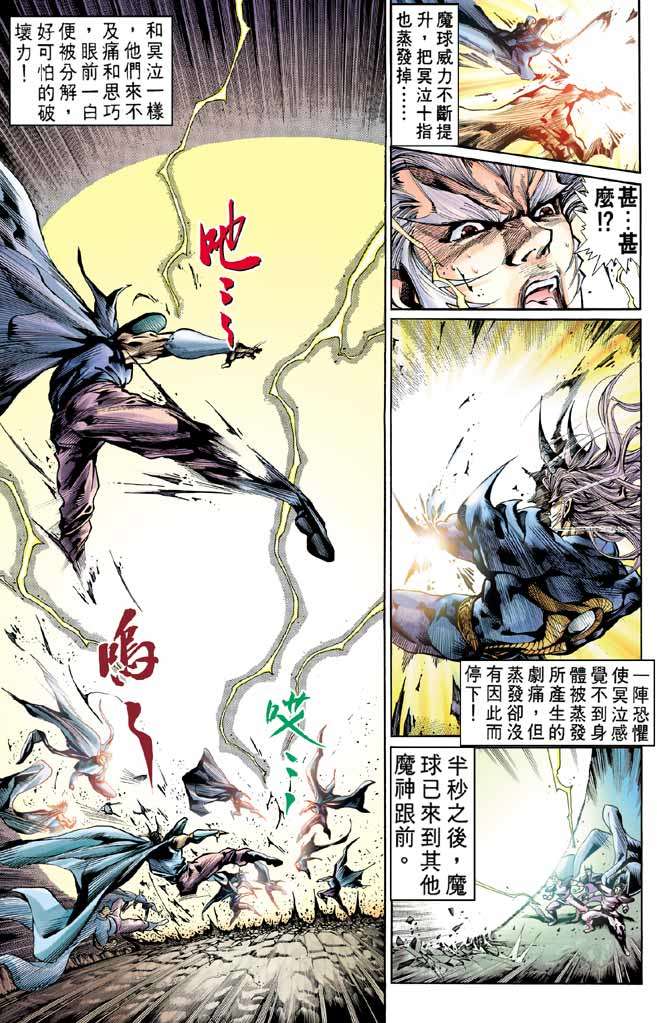 魔球威力不斷提
升，把冥泣十指
也蒸發掉……
甚…甚
麼!?
一陣恐懼
使冥泣感
覺不到身
體被蒸發
所產生的
劇痛，但
蒸發卻沒
有因此而
停下！
半秒之後，魔
球已來到其他
魔神跟前。
和冥泣一樣
，他們來不
及痛和思巧
，眼前一白
便被分解，
好可怕的破
壞力！
吔……
嗚……
哎……